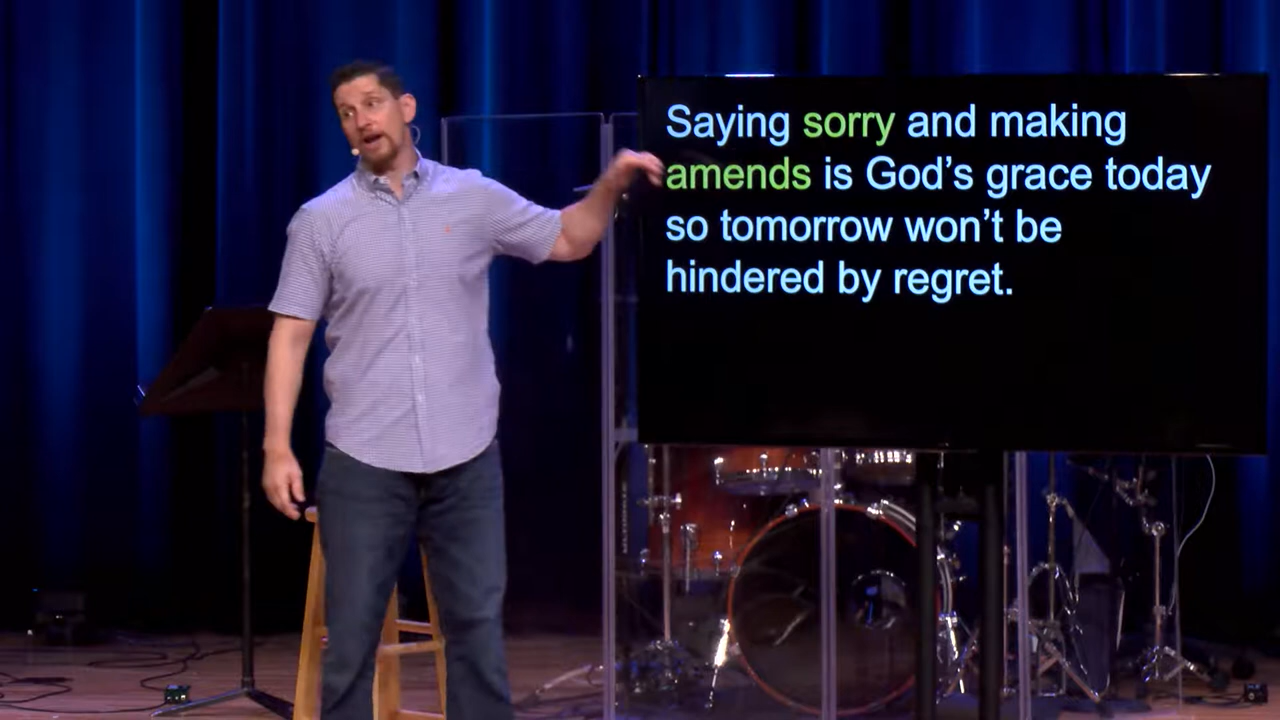 Saying sorry and making
amends is God’s grace today
so tomorrow won’t be
hindered by regret.